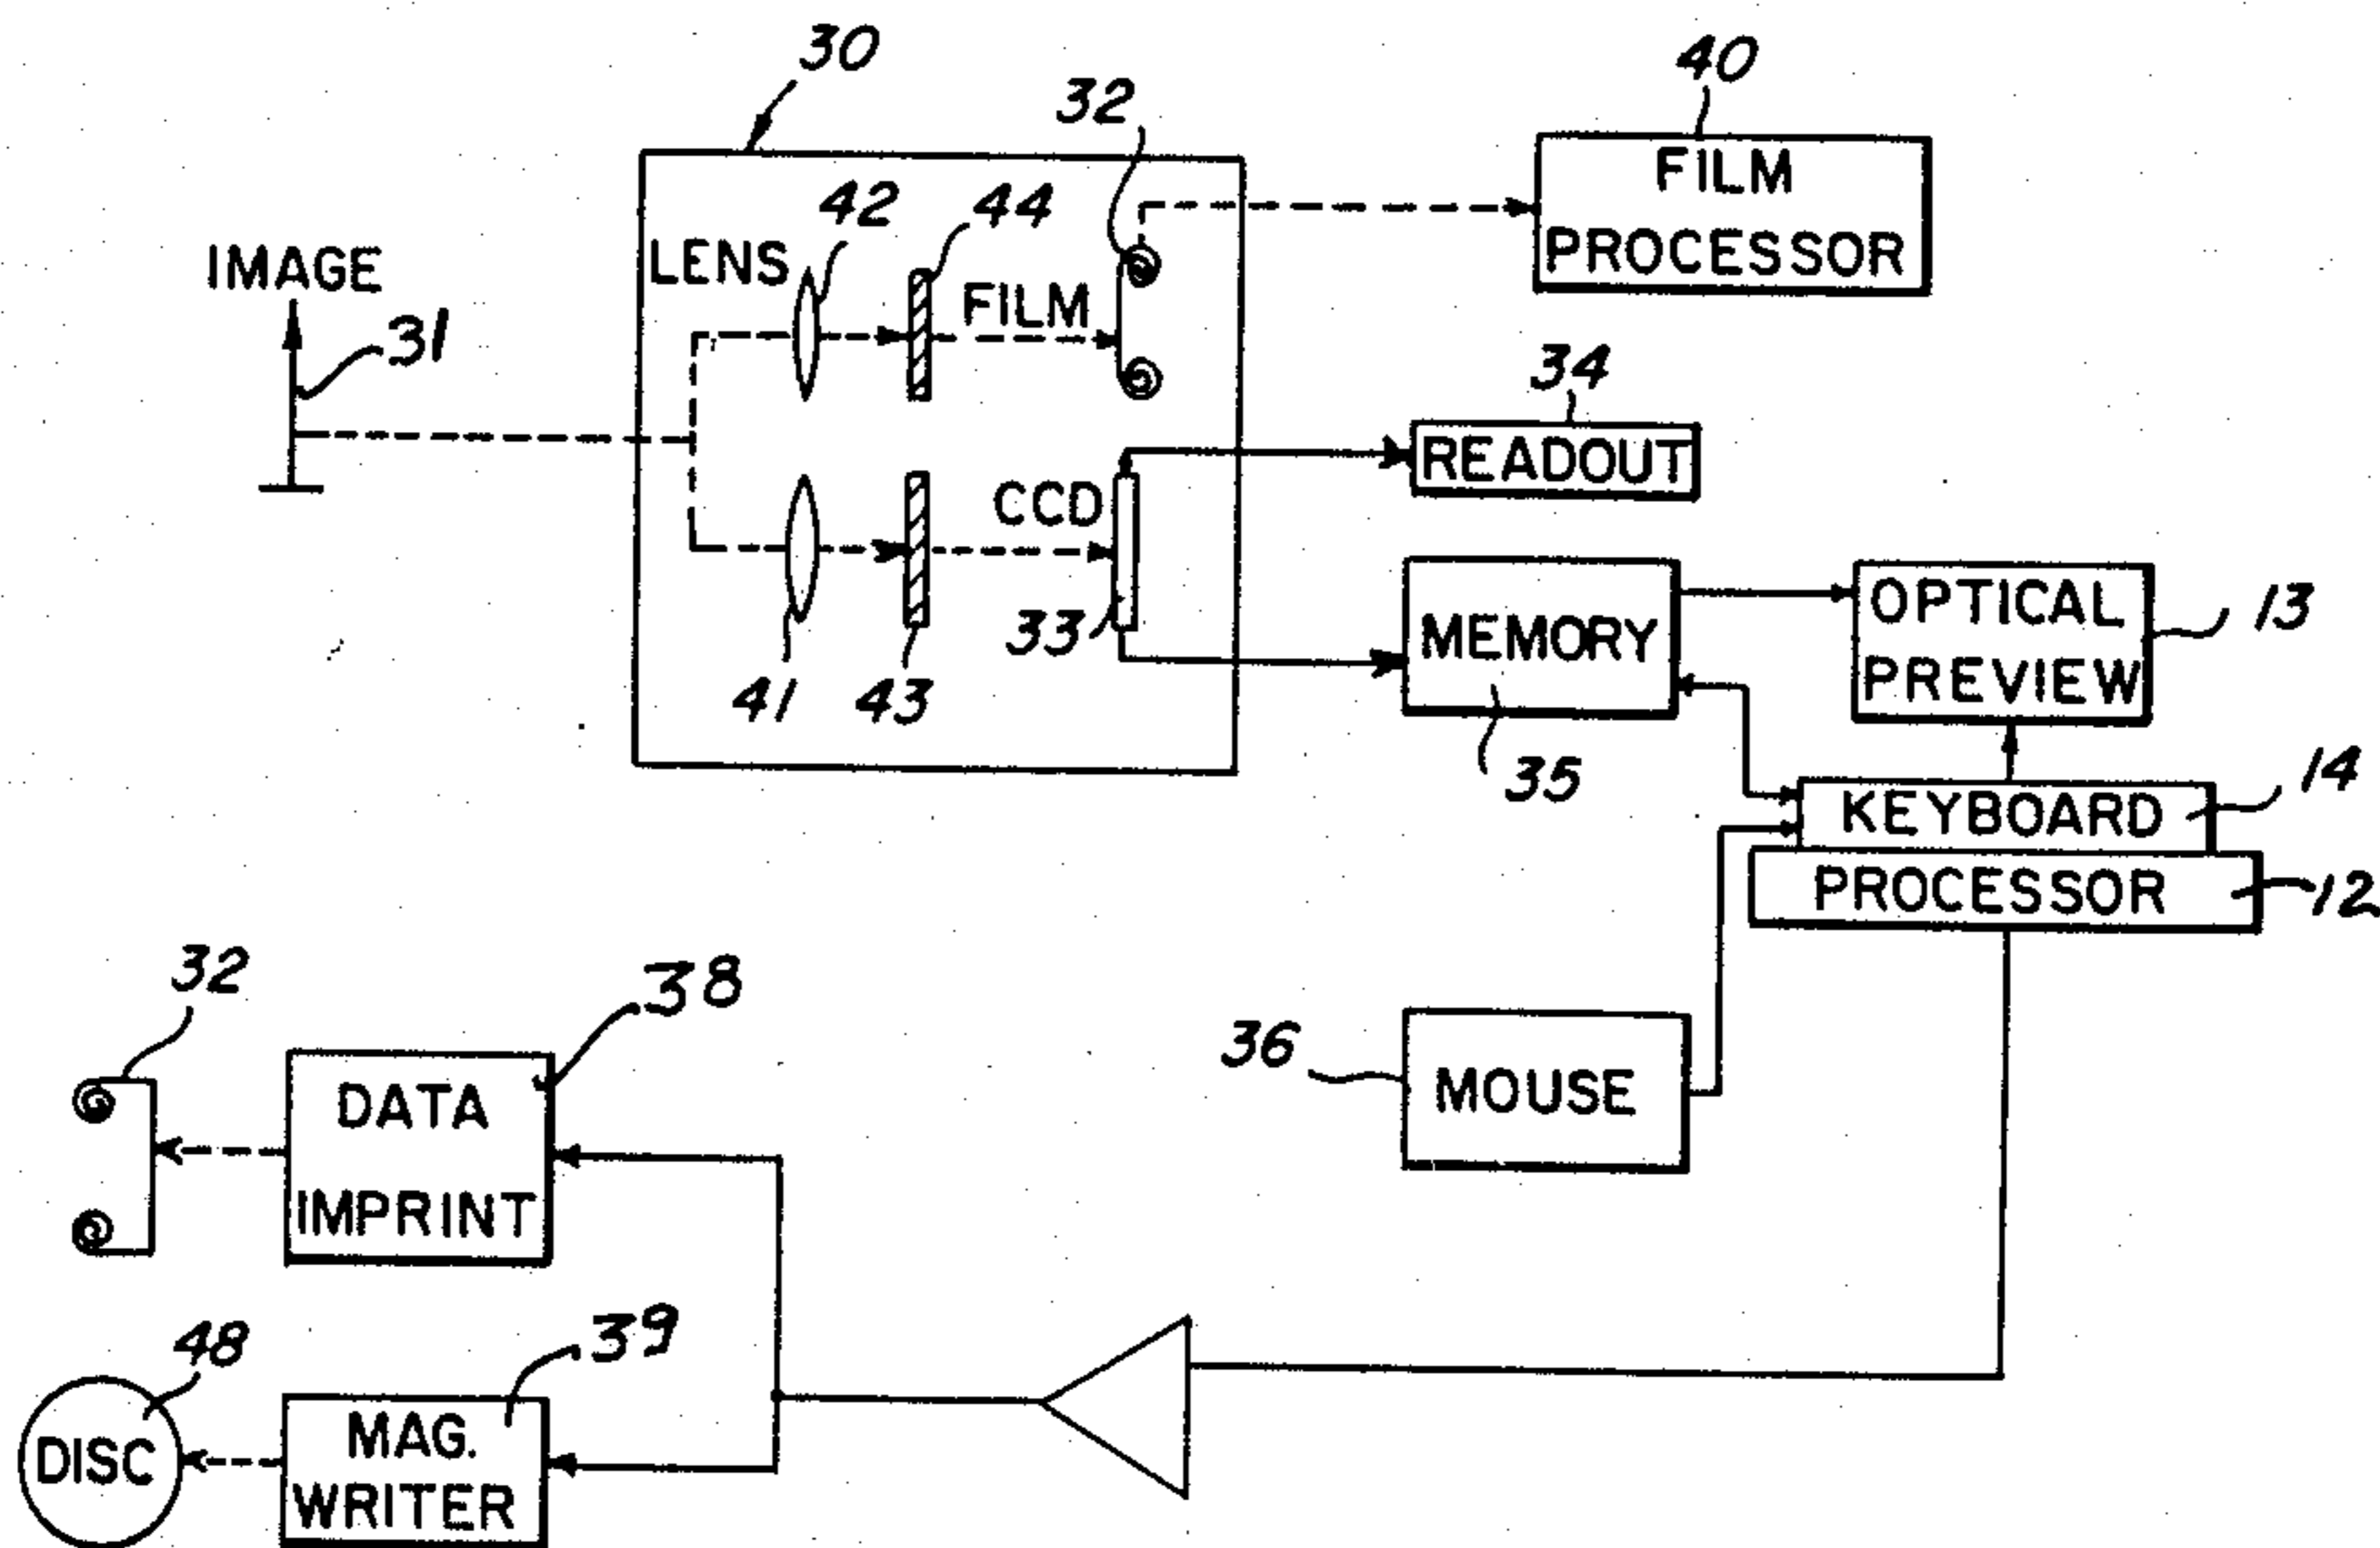 30
32
40
FILM
PROCESSOR
42
44
LENS
IMAGE
FILM
31
34
READOUT
CCD
33
41
43
MEMORY
35
OPTICAL
PREVIEW
13
KEYBOARD
14
PROCESSOR
12
36
MOUSE
32
38
DATA
IMPRINT
48
39
DISC
MAG.
WRITER